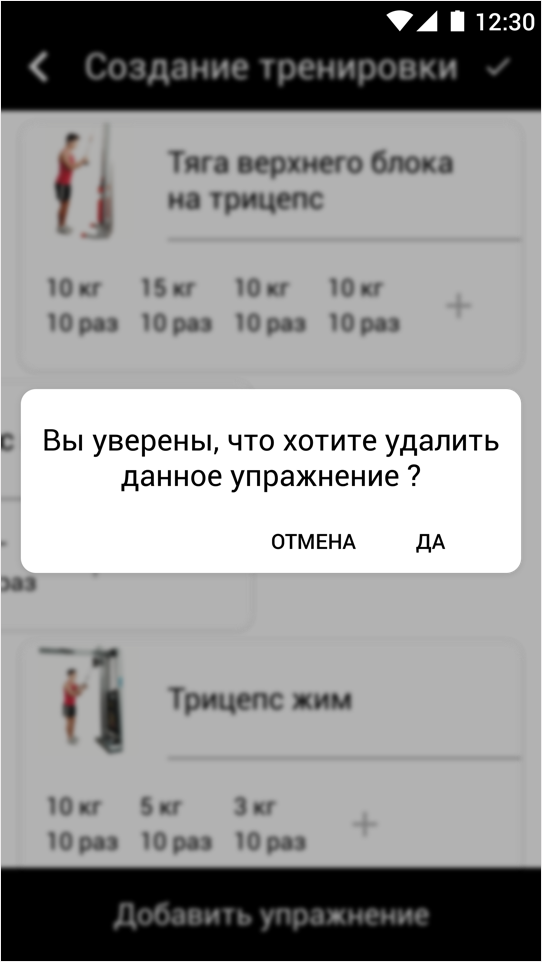 12:30
Создание тренировки
Тяга верхнего блока
на трицепс
10 кг 15 кг 10 кг 10 кг
10 раз 10 раз 10 раз 10 раз
с
Вы уверены, что хотите удалить
данное упражнение ?
ОТМЕНА ДА
раз
Трицепс жим
10 кг 5 кг 3 кг
10 раз 10 раз 10 раз
Добавить упражнение